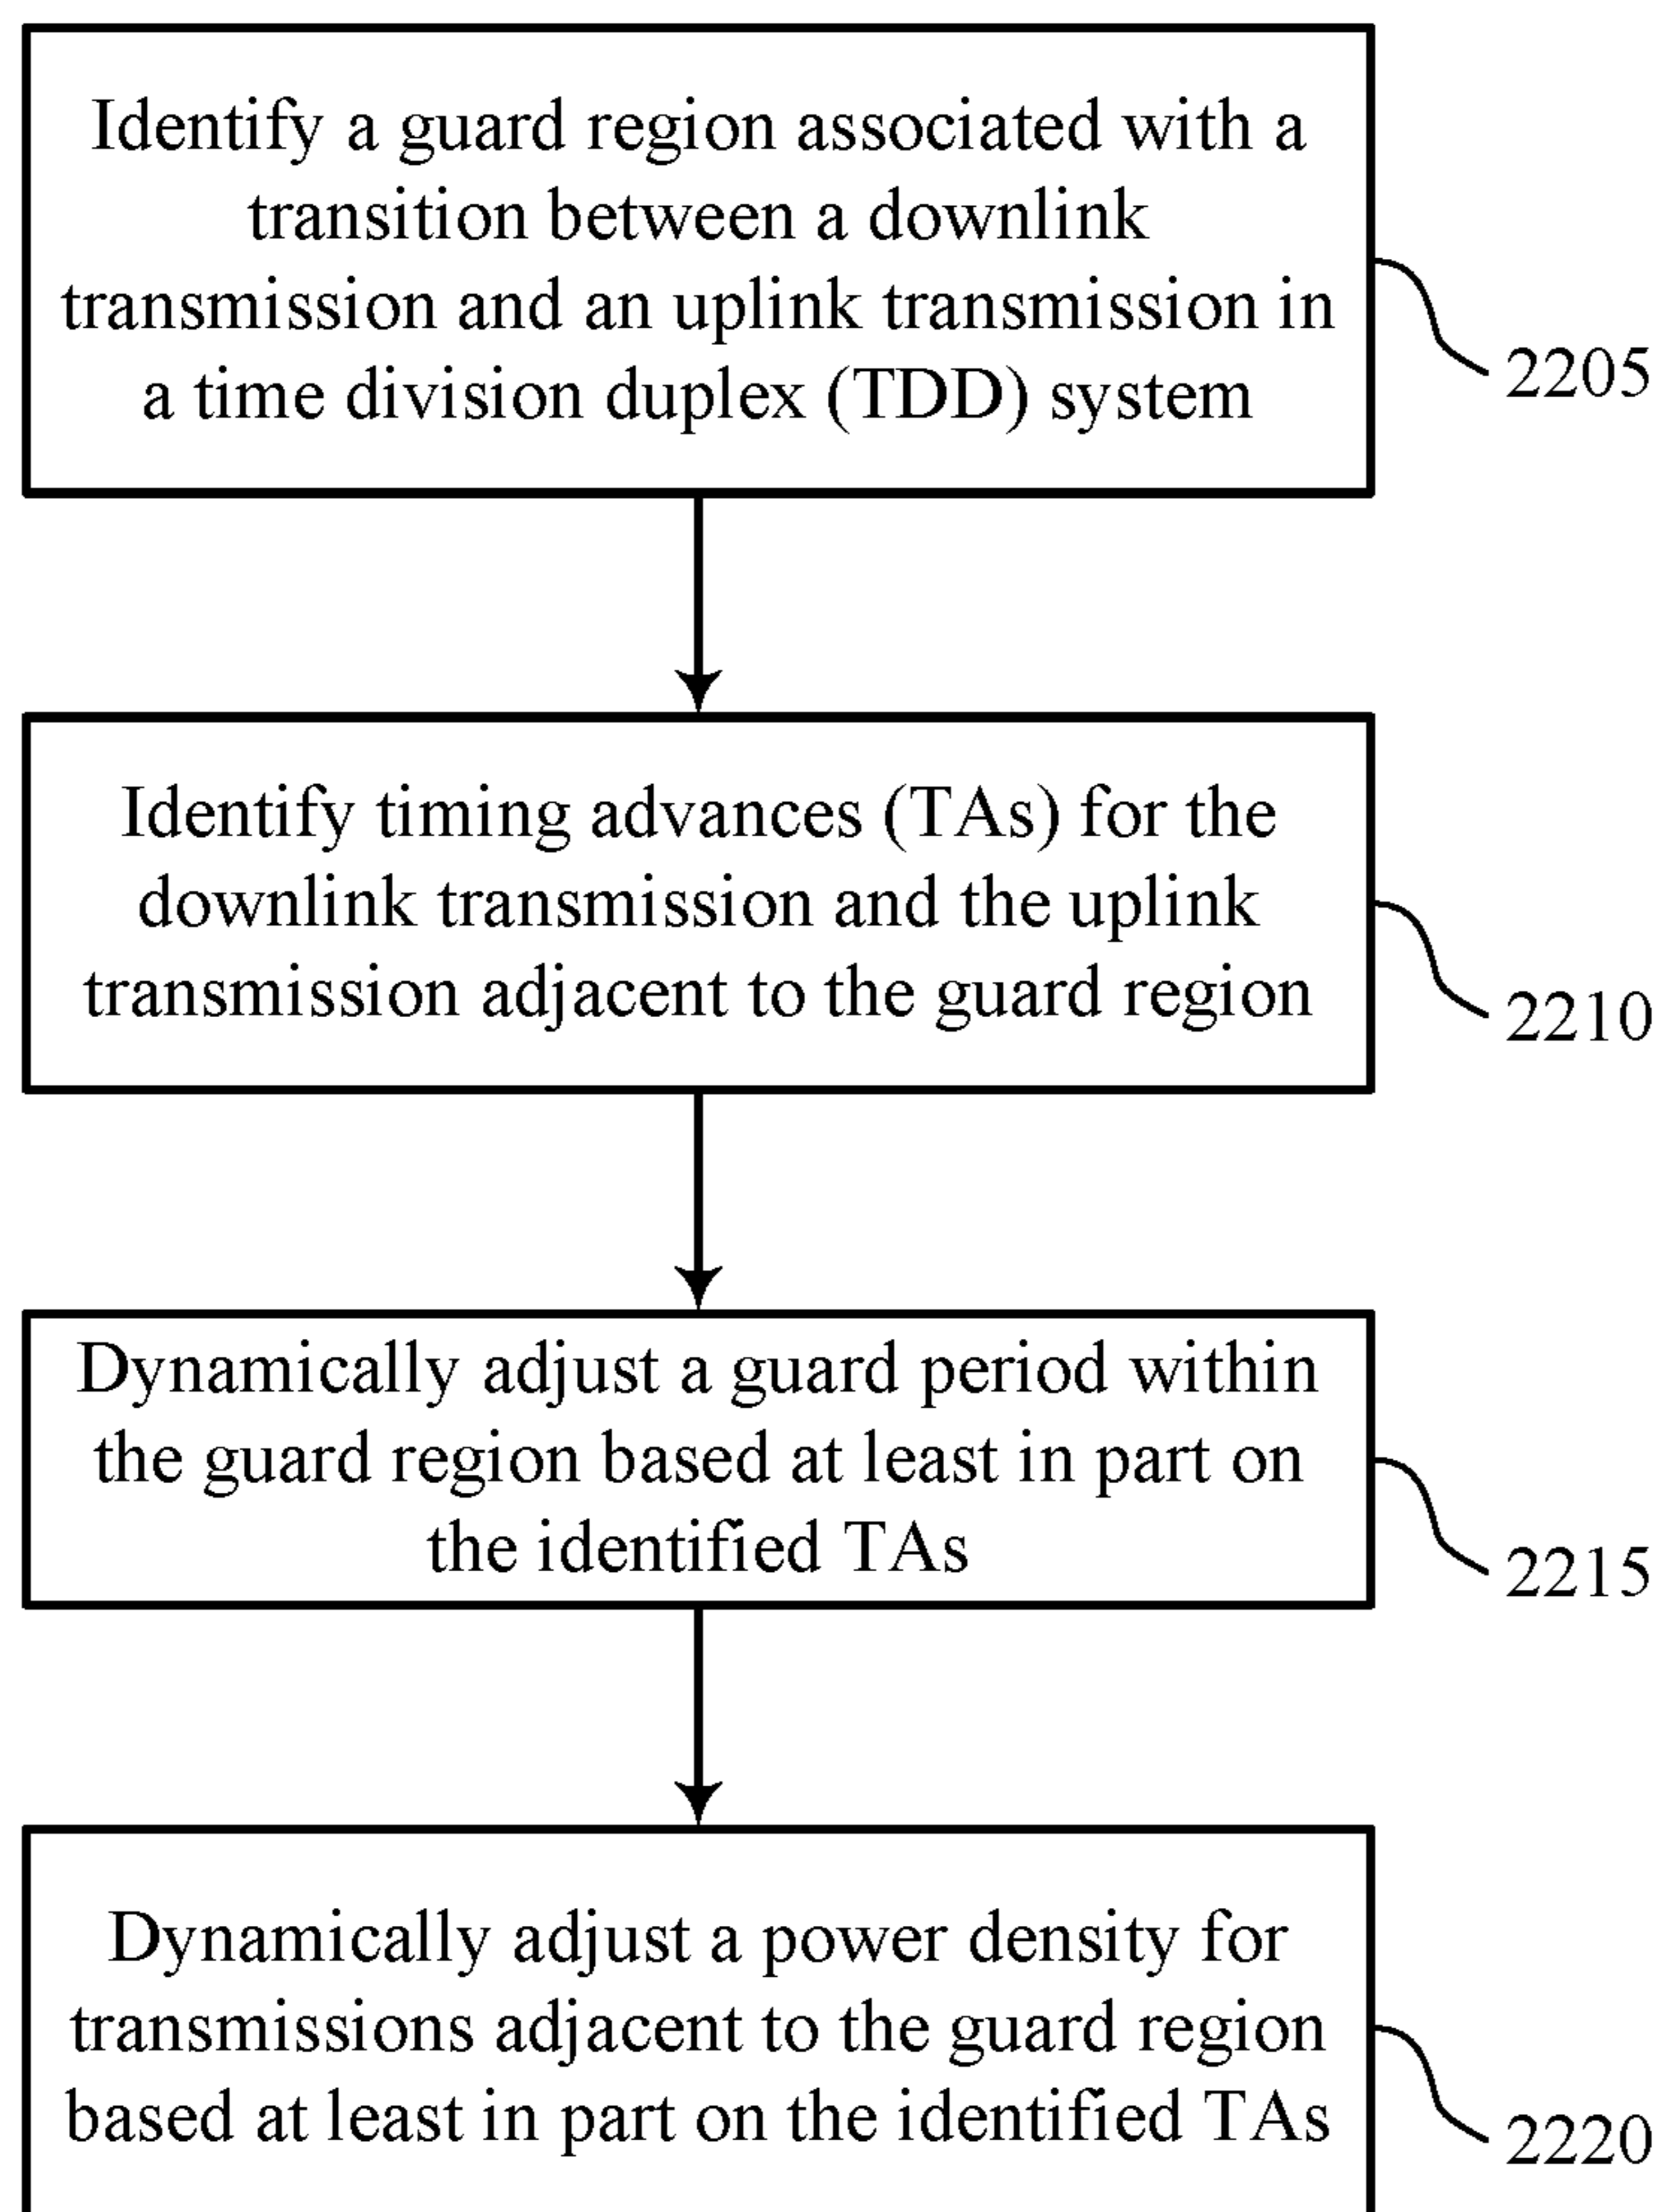 Identify a guard region associated with a
transition between a downlink
transmission and an uplink transmission in
a time division duplex (TDD) system
2205
Identify timing advances (TAs) for the
downlink transmission and the uplink
transmission adjacent to the guard region
2210
Dynamically adjust a guard period within
the guard region based at least in part on
the identified TAs
2215
Dynamically adjust a power density for
transmissions adjacent to the guard region
based at least in part on the identified TAs
2220